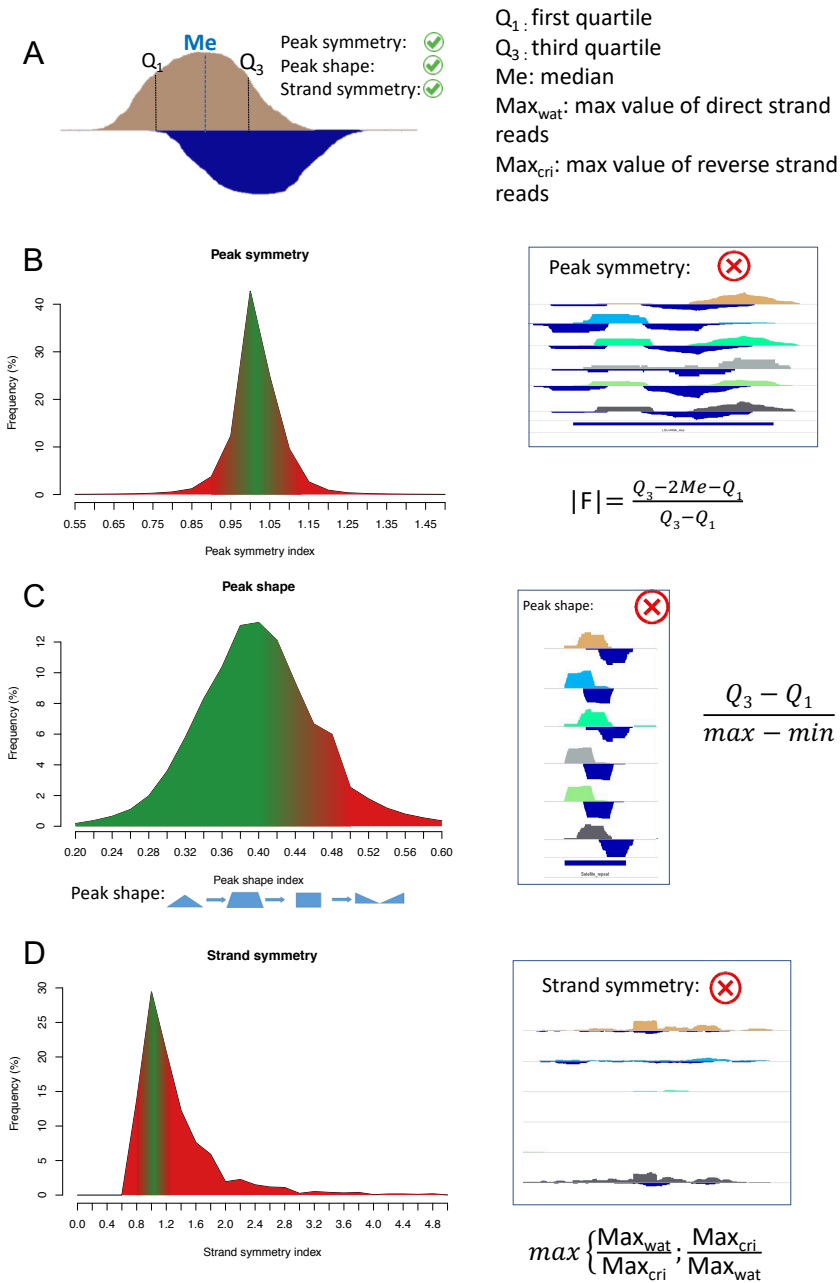 A
Me
Q1
Q3
Peak symmetry:
Peak shape:
Strand symmetry:
Q1 : first quartile
Q3 : third quartile
Me: median
Maxwat: max value of direct strand
reads
Maxcri: max value of reverse strand
reads
B
Peak symmetry
Frequency (%)
40
30
20
10
0
0.55 0.65 0.75 0.85 0.95 1.05 1.15 1.25 1.35 1.45
Peak symmetry index
Peak symmetry:
|F|= Q3−2Me−Q1
Q3−Q1
C
Peak shape
Frequency (%)
12
10
8
6
4
2
0
0.20 0.24 0.28 0.32 0.36 0.40 0.44 0.48 0.52 0.56 0.60
Peak shape index
Peak shape:
Peak shape:
Satellite_repeat
Q3 − Q1
max − min
D
Strand symmetry
Frequency (%)
30
25
20
15
10
5
0
0.0 0.4 0.8 1.2 1.6 2.0 2.4 2.8 3.2 3.6 4.0 4.4 4.8
Strand symmetry index
Strand symmetry:
max { Maxwat ; Maxcri
Maxcri Maxwat